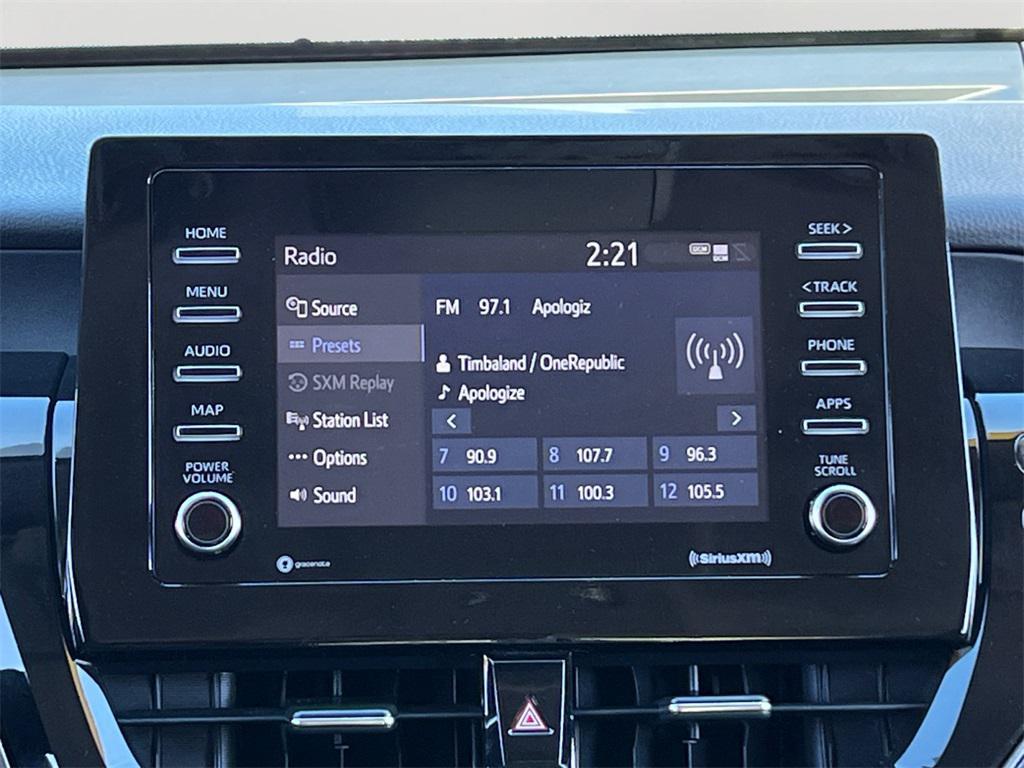 HOME
MENU
AUDIO
MAP
POWER
VOLUME
Radio
2:21
DCM
DCM
Source
Presets
SXM Replay
Station List
Options
Sound
FM 97.1 Apologiz
Timbaland / OneRepublic
Apologize
< >
7 90.9 8 107.7 9 96.3
10 103.1 11 100.3 12 105.5
SEEK >
< TRACK
PHONE
APPS
TUNE
SCROLL
gracenote
((SiriusXM))